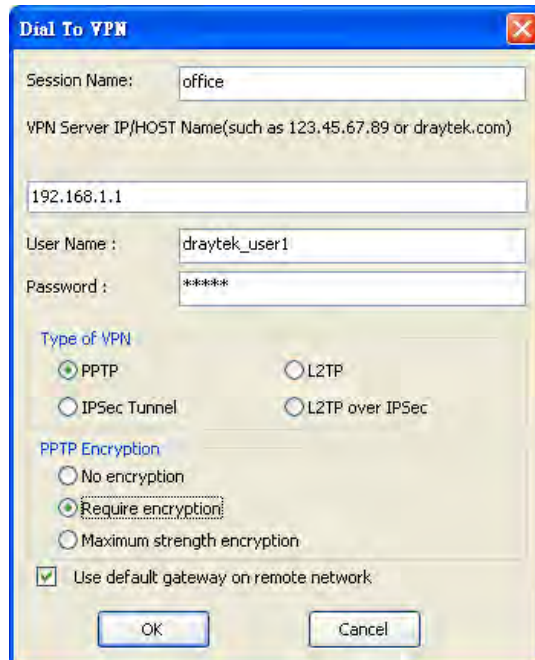 Dial To VPN
Session Name: office
VPN Server IP/HOST Name(such as 123.45.67.89 or draytek.com)
192.168.1.1
User Name : draytek_user1
Password : *****
Type of VPN
PPTP L2TP
IPSec Tunnel L2TP over IPSec
PPTP Encryption
No encryption
Require encryption
Maximum strength encryption
Use default gateway on remote network
OK Cancel